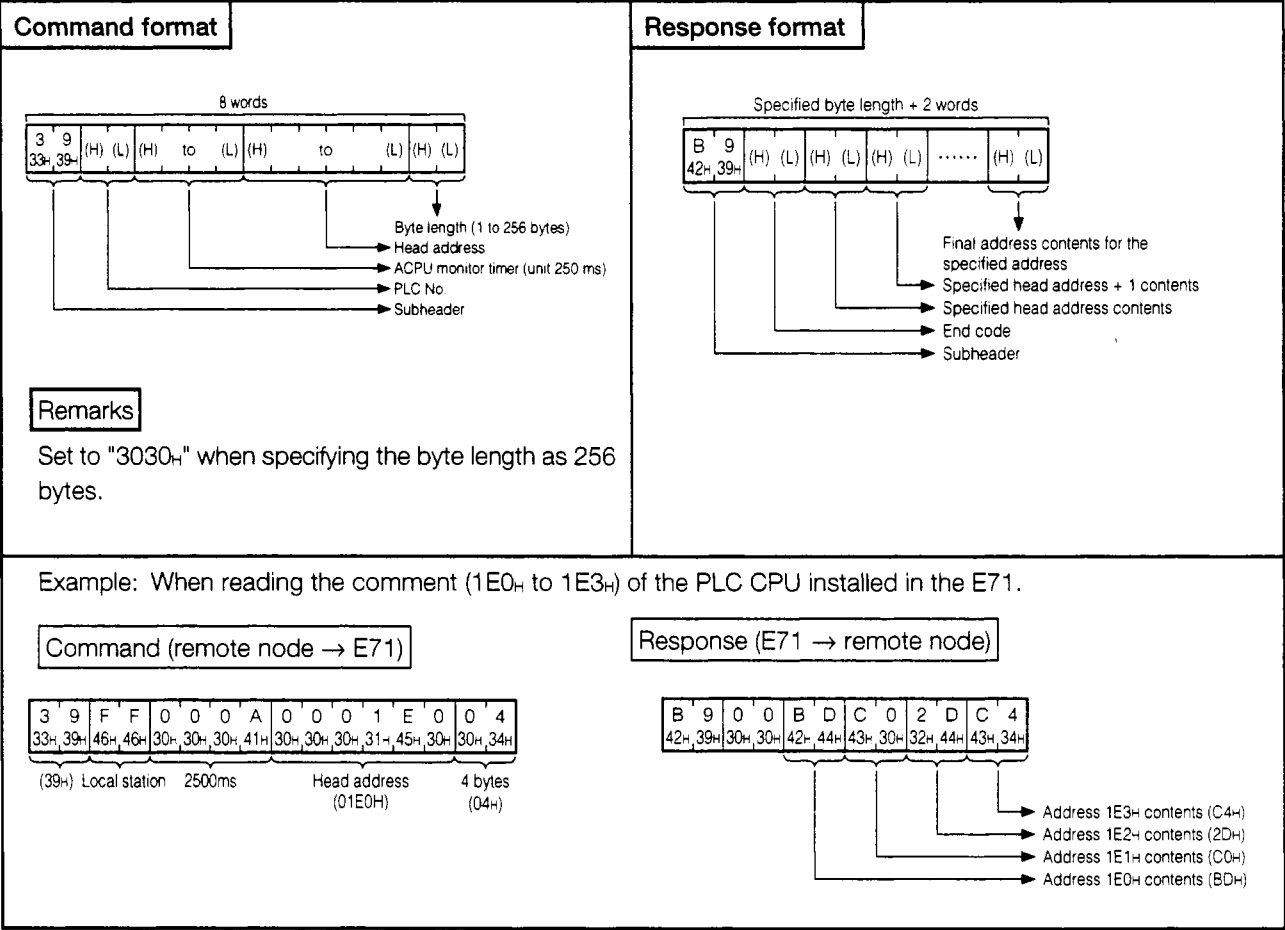 Command format
8 words
3 9 (H) (L) (H) to (L) (H) to (L) (H) (L)
33H 39H
Byte length (1 to 256 bytes)
Head address
ACPU monitor timer (unit 250 ms)
PLC No.
Subheader
Remarks
Set to "3030H" when specifying the byte length as 256
bytes.
Response format
Specified byte length + 2 words
B 9 (H) (L) (H) (L) (H) (L) ...... (H) (L)
42H 39H
Final address contents for the
specified address
Specified head address + 1 contents
Specified head address contents
End code
Subheader
Example: When reading the comment (1E0H to 1E3H) of the PLC CPU installed in the E71.
Command (remote node → E71)
3 9 F F 0 0 0 A 0 0 0 1 E 0 0 4
33H 39H 46H 46H 30H 30H 30H 41H 30H 30H 30H 31H 45H 30H 30H 34H
(39H) Local station 2500ms Head address 4 bytes
(01E0H) (04H)
Response (E71 → remote node)
B 9 0 0 B D C 0 2 D C 4
42H 39H 30H 30H 42H 44H 43H 30H 32H 44H 43H 34H
Address 1E3H contents (C4H)
Address 1E2H contents (2DH)
Address 1E1H contents (C0H)
Address 1E0H contents (BDH)